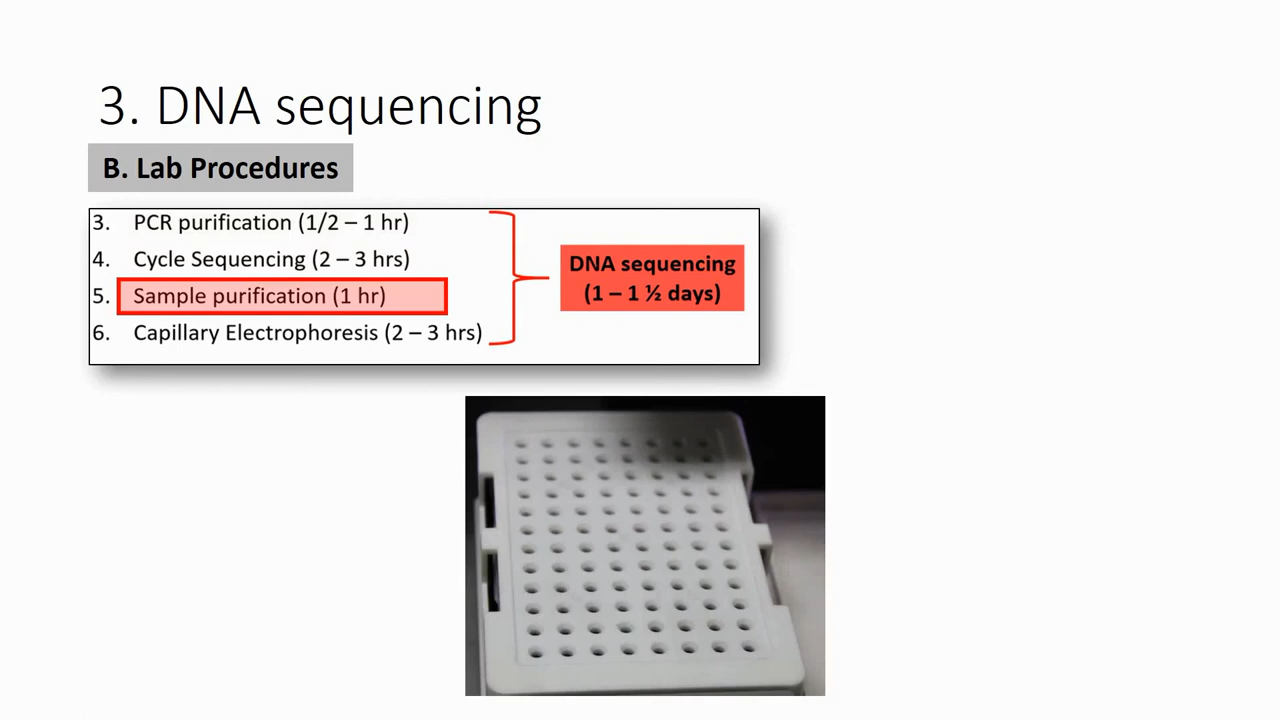 3. DNA sequencing
B. Lab Procedures
3. PCR purification (1/2 – 1 hr)
4. Cycle Sequencing (2 – 3 hrs)
5. Sample purification (1 hr)
6. Capillary Electrophoresis (2 – 3 hrs)
DNA sequencing
(1 – 1 ½ days)